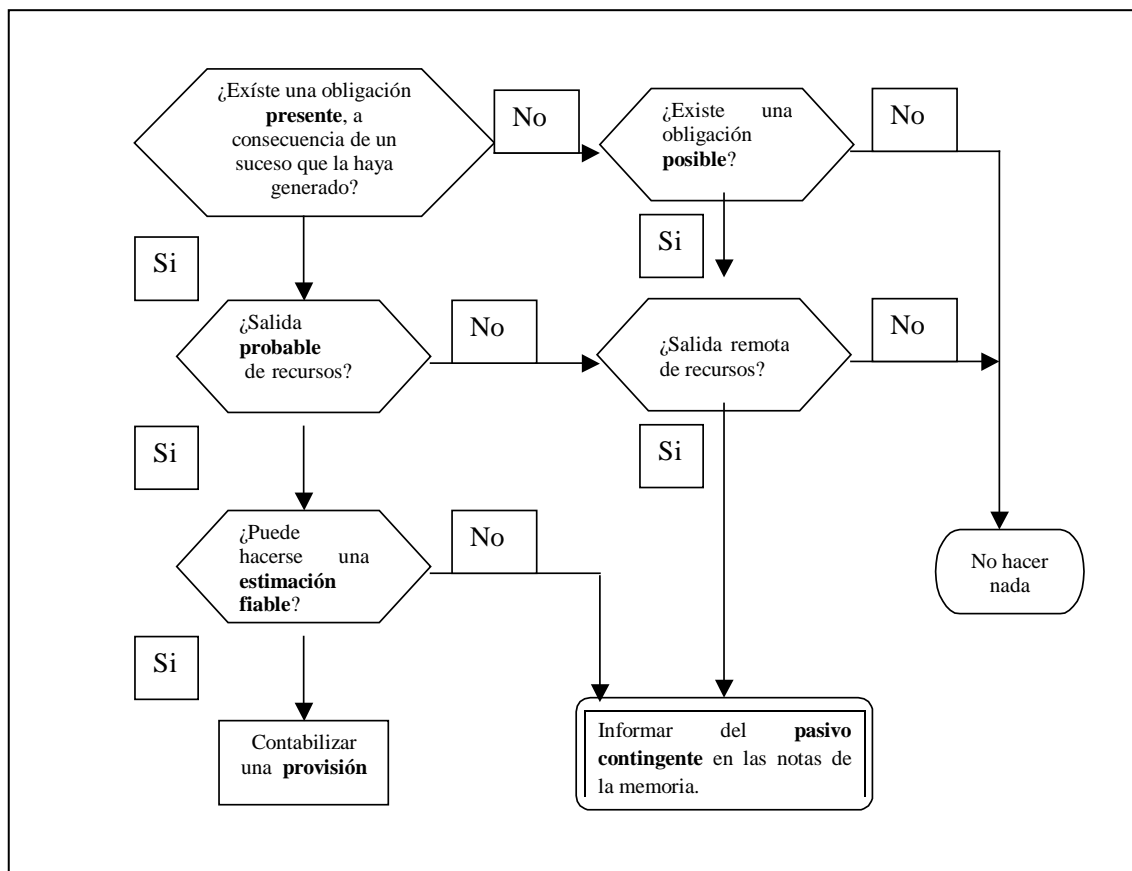 ¿Exíste una obligación
presente, a
consecuencia de un
suceso que la haya
generado?
No
¿Existe una
obligación
posible?
No
Si
Si
¿Salida
probable
de recursos?
No
¿Salida remota
de recursos?
No
Si
Si
¿Puede
hacerse una
estimación
fiable?
No
No hacer
nada
Si
Contabilizar
una provisión
Informar del pasivo
contingente en las notas de
la memoria.